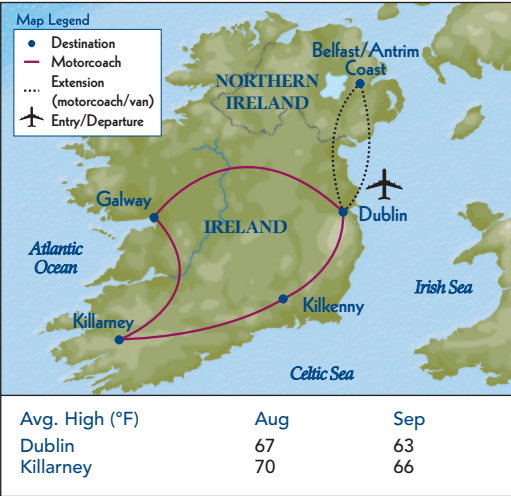 Map Legend
Destination
Motorcoach
Extension
(motorcoach/van)
Entry/Departure
Belfast/Antrim
Coast
NORTHERN
IRELAND
Galway
Dublin
IRELAND
Atlantic
Ocean
Irish Sea
Kilkenny
Killarney
Celtic Sea
Avg. High (°F) Aug Sep
Dublin 67 63
Killarney 70 66